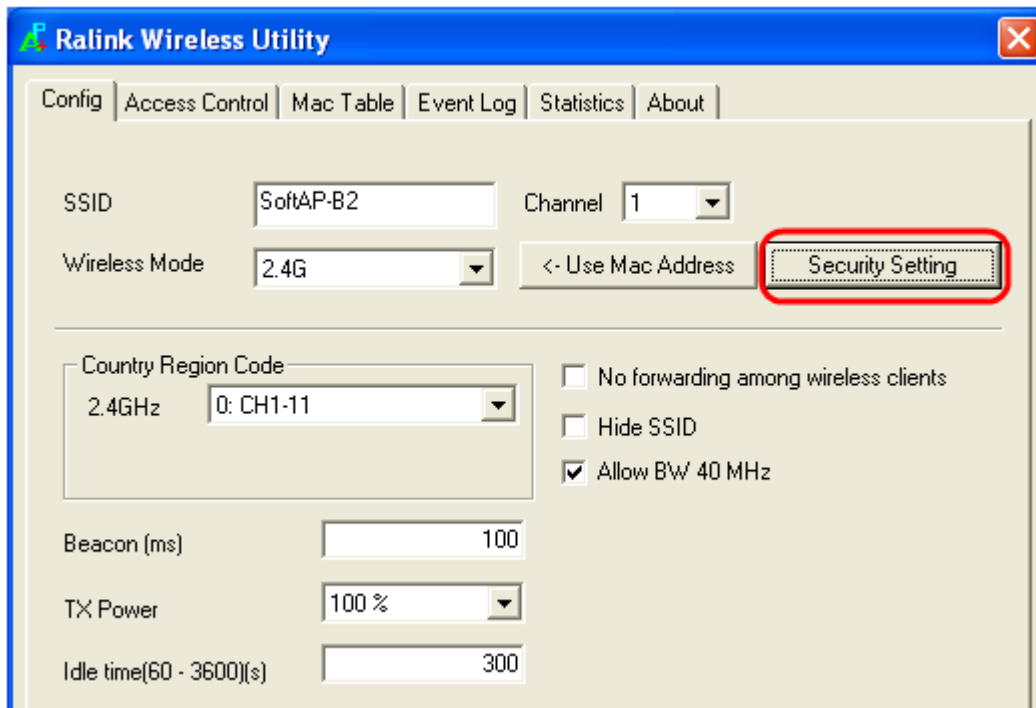 Ralink Wireless Utility
Config Access Control Mac Table Event Log Statistics About
SSID SoftAP-B2 Channel 1
Wireless Mode 2.4G <- Use Mac Address Security Setting
Country Region Code
2.4GHz 0: CH1-11
No forwarding among wireless clients
Hide SSID
Allow BW 40 MHz
Beacon (ms) 100
TX Power 100 %
Idle time(60 - 3600)(s) 300